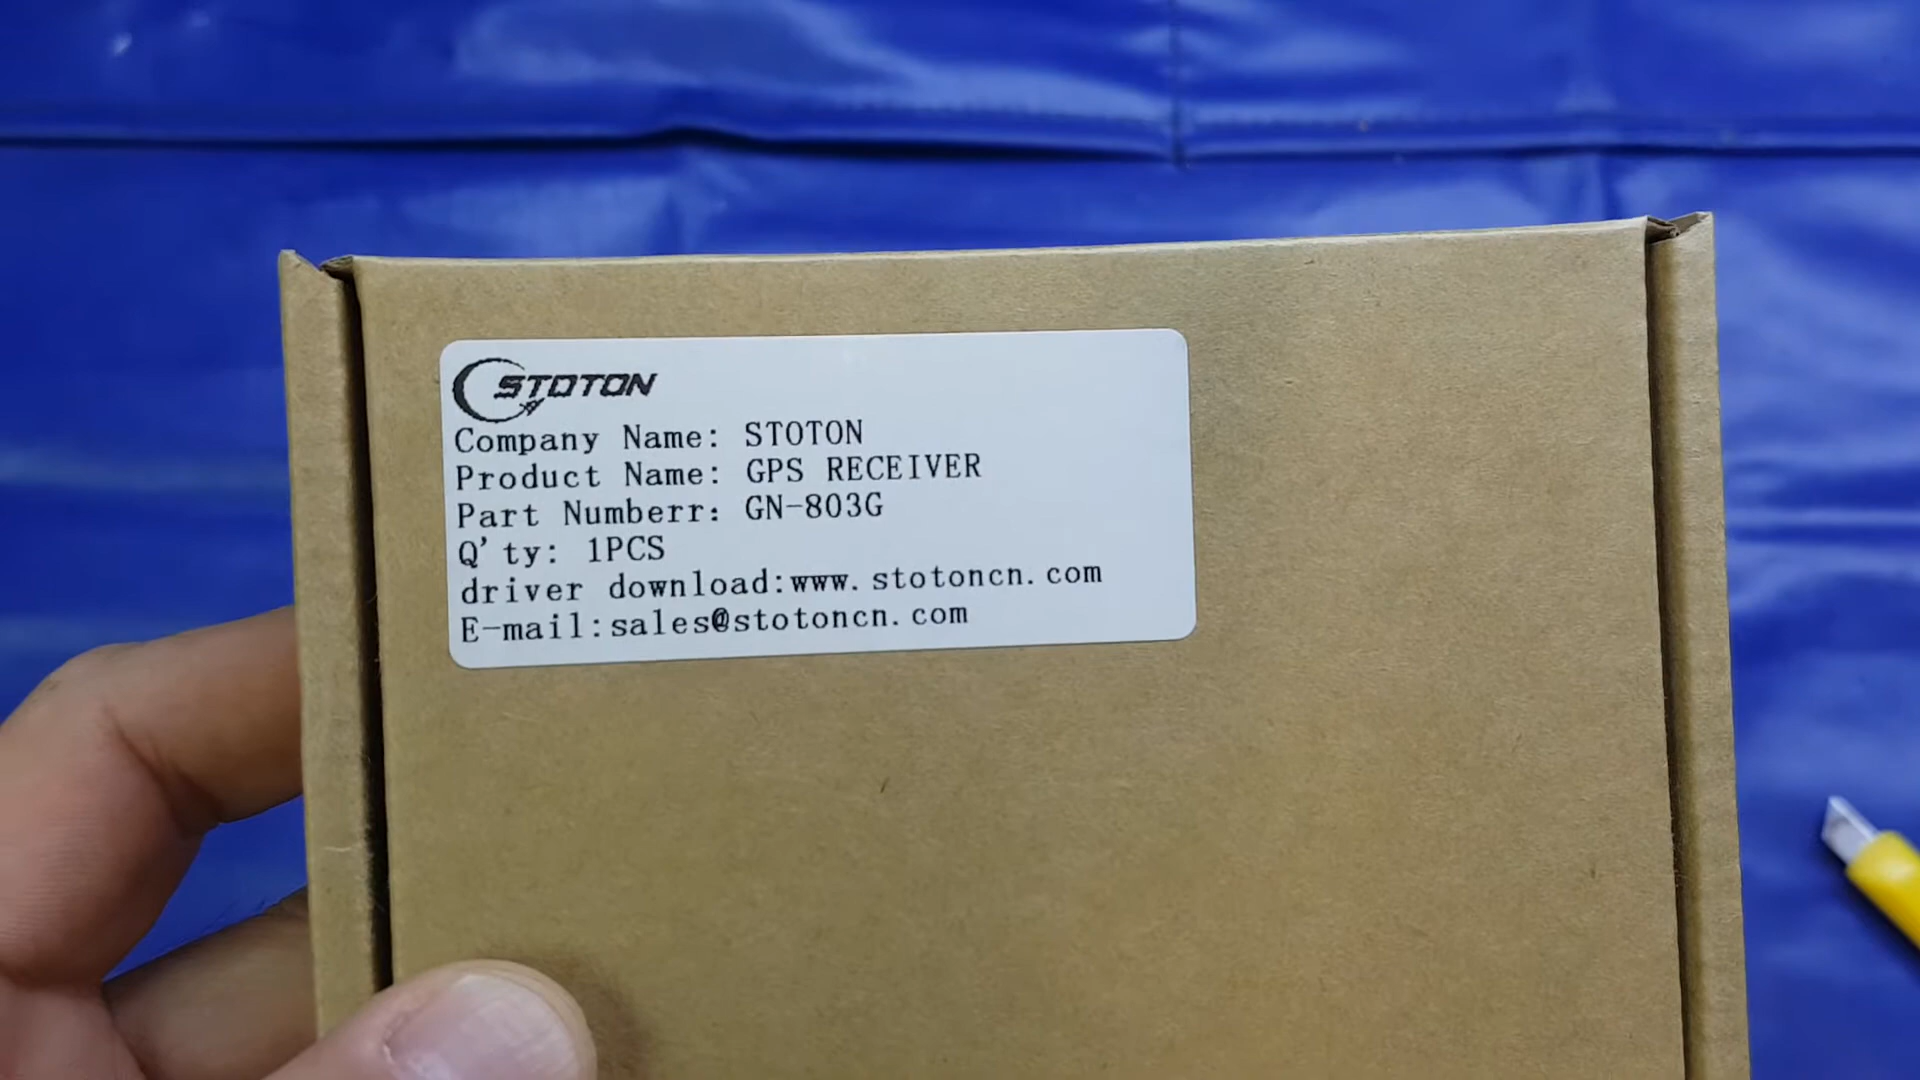 STOTON
Company Name: STOTON
Product Name: GPS RECEIVER
Part Numberr: GN-803G
Q'ty: 1PCS
driver download:www.stotoncn.com
E-mail:sales@stotoncn.com